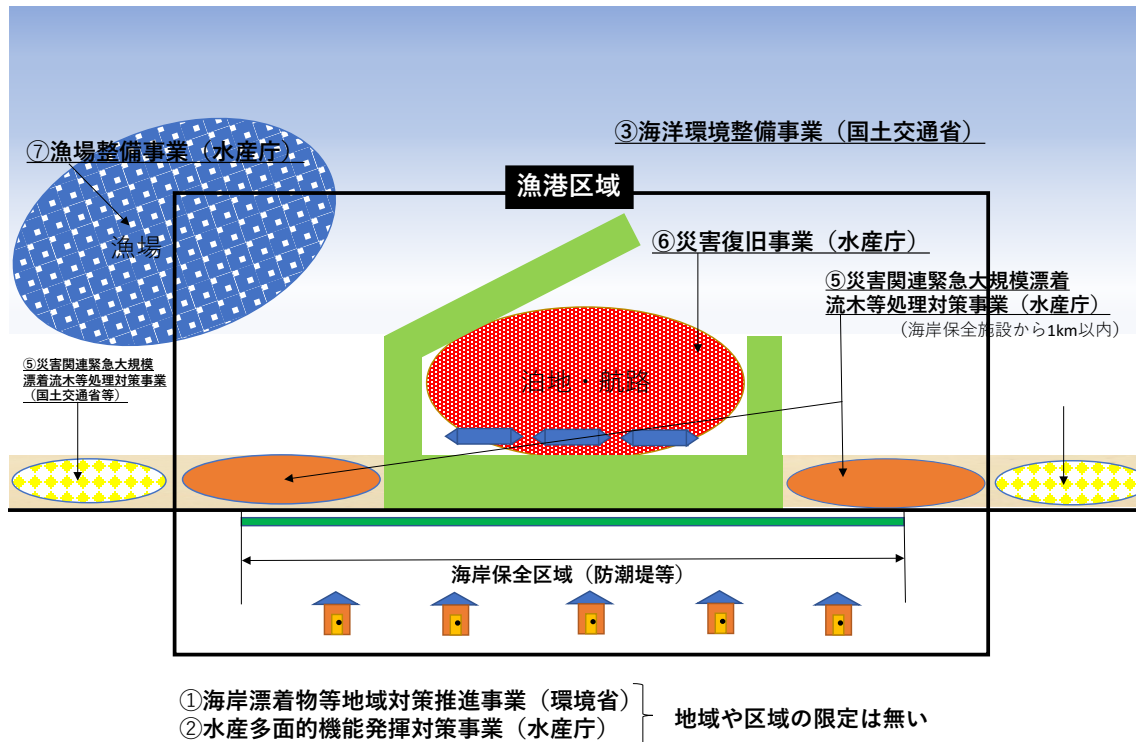 ⑦漁場整備事業（水産庁）
漁場
③海洋環境整備事業（国土交通省）
漁港区域
⑥災害復旧事業（水産庁）
⑤災害関連緊急大規模漂着
流木等処理対策事業（水産庁）
（海岸保全施設から1km以内）
⑤災害関連緊急大規模
漂着流木等処理対策事業
（国土交通省等）
泊地・航路
海岸保全区域（防潮堤等）
①海岸漂着物等地域対策推進事業（環境省）
②水産多面的機能発揮対策事業（水産庁）
地域や区域の限定は無い